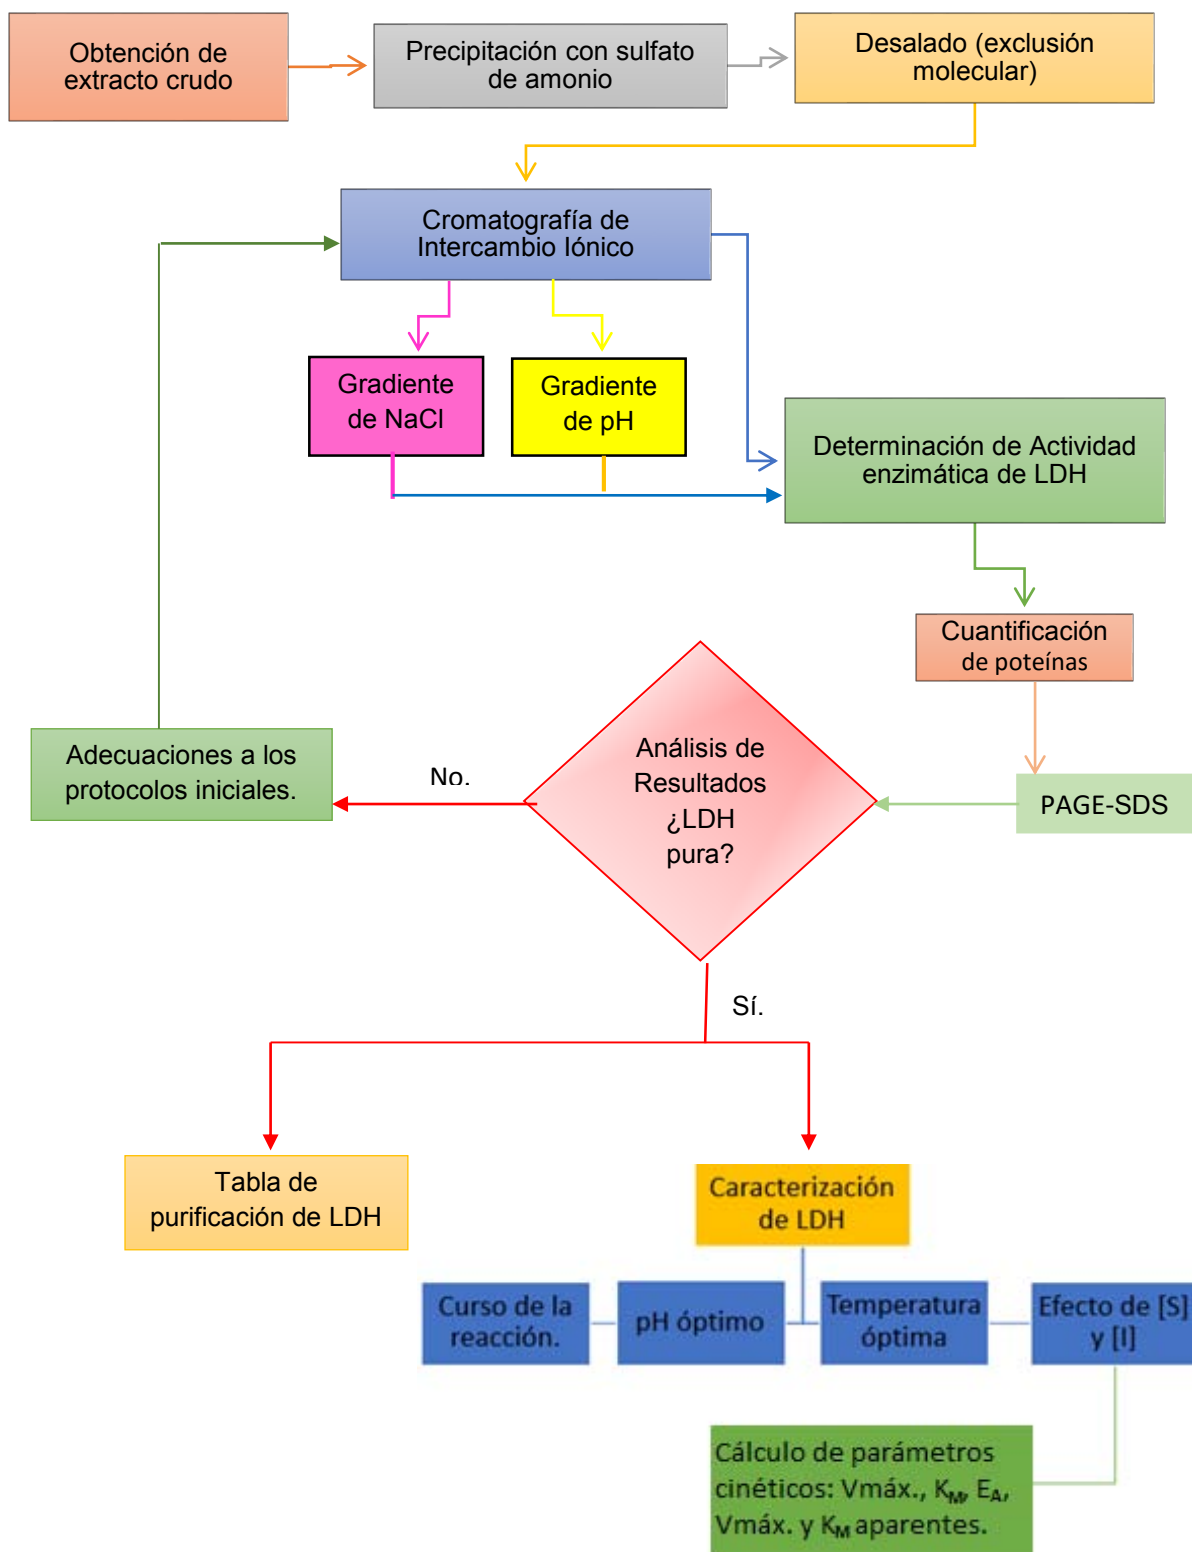 Obtención de
extracto crudo
Precipitación con sulfato
de amonio
Desalado (exclusión
molecular)
Cromatografía de
Intercambio Iónico
Gradiente
de NaCl
Gradiente
de pH
Determinación de Actividad
enzimática de LDH
Cuantificación
de poteínas
PAGE-SDS
Análisis de
Resultados
¿LDH
pura?
No.
Adecuaciones a los
protocolos iniciales.
Sí.
Tabla de
purificación de LDH
Caracterización
de LDH
Curso de la
reacción.
pH óptimo
Temperatura
óptima
Efecto de [S]
y [I]
Cálculo de parámetros
cinéticos: Vmáx., KM, EA,
Vmáx. y KM aparentes.